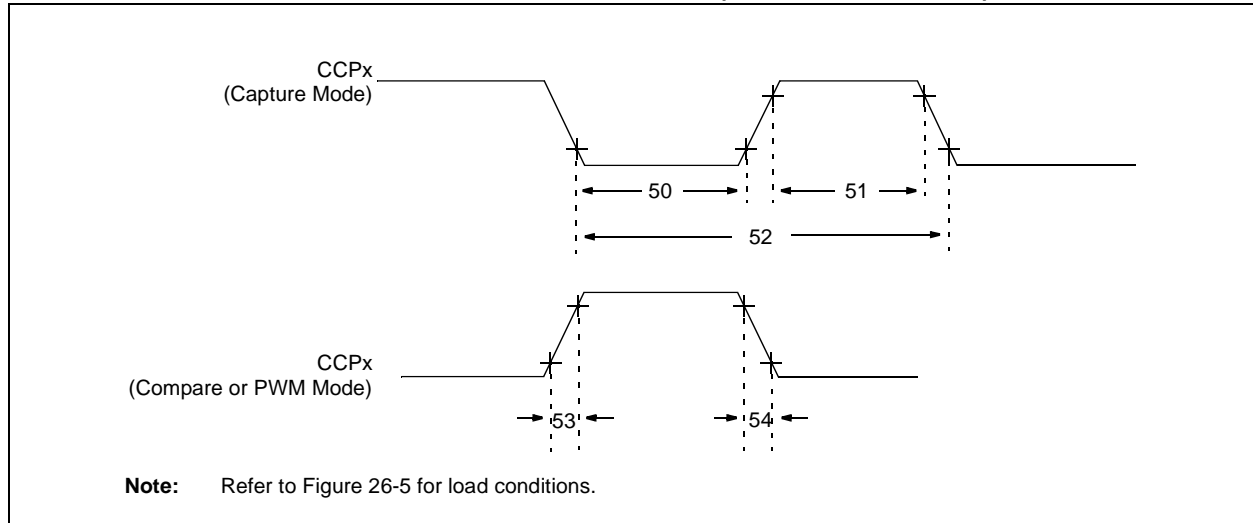 CCPx
(Capture Mode)
50
51
52
CCPx
(Compare or PWM Mode)
53
54
Note: Refer to Figure 26-5 for load conditions.